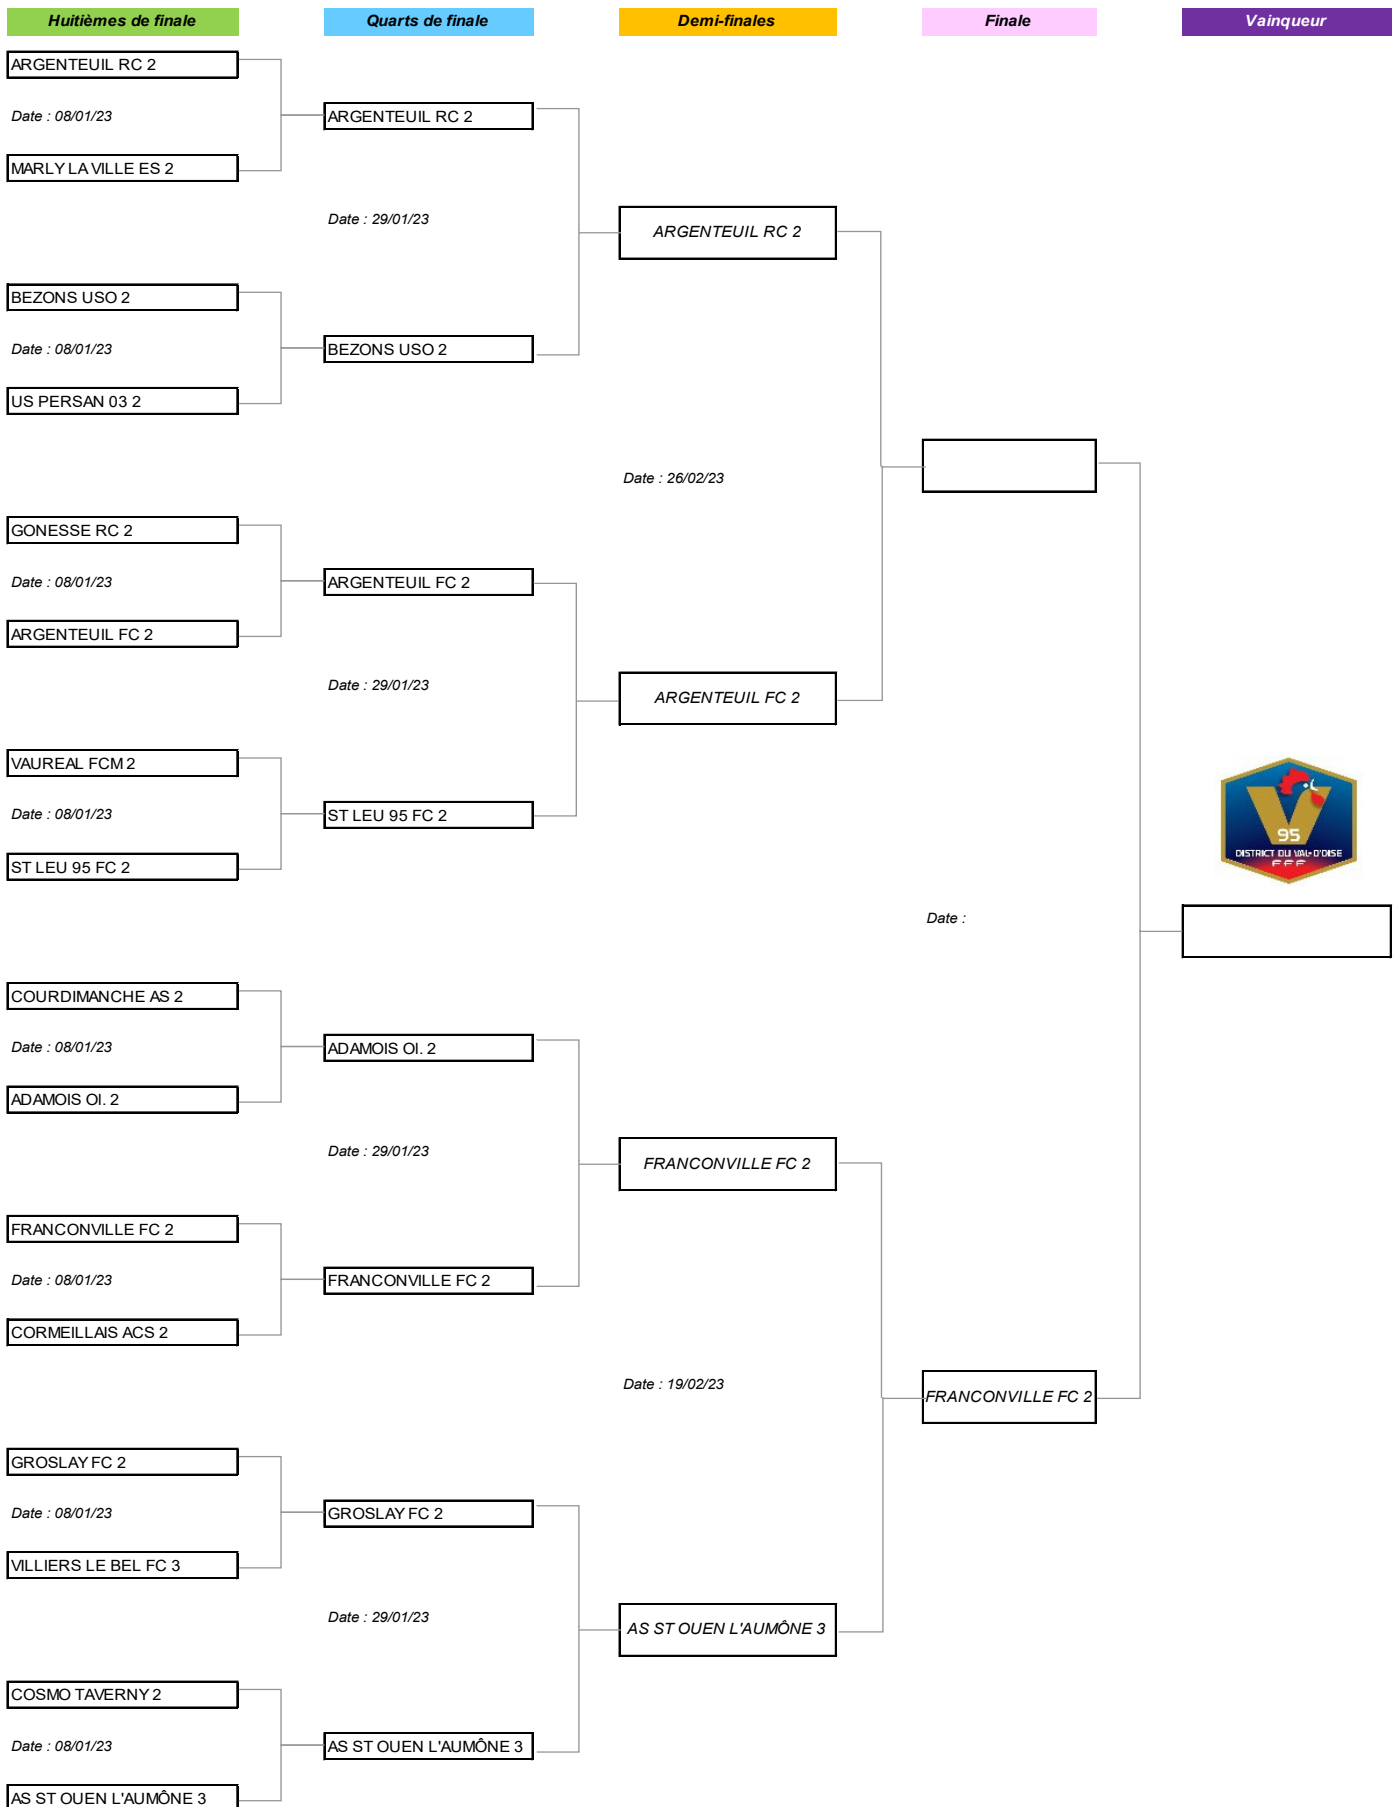 Huitièmes de finale
Quarts de finale
Demi-finales
Finale
Vainqueur
ARGENTEUIL RC 2
Date : 08/01/23
ARGENTEUIL RC 2
MARLY LA VILLE ES 2
Date : 29/01/23
ARGENTEUIL RC 2
BEZONS USO 2
Date : 08/01/23
BEZONS USO 2
US PERSAN 03 2
Date : 26/02/23
GONESSE RC 2
Date : 08/01/23
ARGENTEUIL FC 2
ARGENTEUIL FC 2
Date : 29/01/23
ARGENTEUIL FC 2
VAUREAL FCM 2
Date : 08/01/23
ST LEU 95 FC 2
ST LEU 95 FC 2
V
95
DISTRICT DU VAL-D'OISE
FFF
Date :
COURDIMANCHE AS 2
Date : 08/01/23
ADAMOIS Ol. 2
ADAMOIS Ol. 2
Date : 29/01/23
FRANCONVILLE FC 2
FRANCONVILLE FC 2
Date : 08/01/23
FRANCONVILLE FC 2
CORMEILLAIS ACS 2
Date : 19/02/23
FRANCONVILLE FC 2
GROSLAY FC 2
Date : 08/01/23
GROSLAY FC 2
VILLIERS LE BEL FC 3
Date : 29/01/23
AS ST OUEN L'AUMÔNE 3
COSMO TAVERNY 2
Date : 08/01/23
AS ST OUEN L'AUMÔNE 3
AS ST OUEN L'AUMÔNE 3